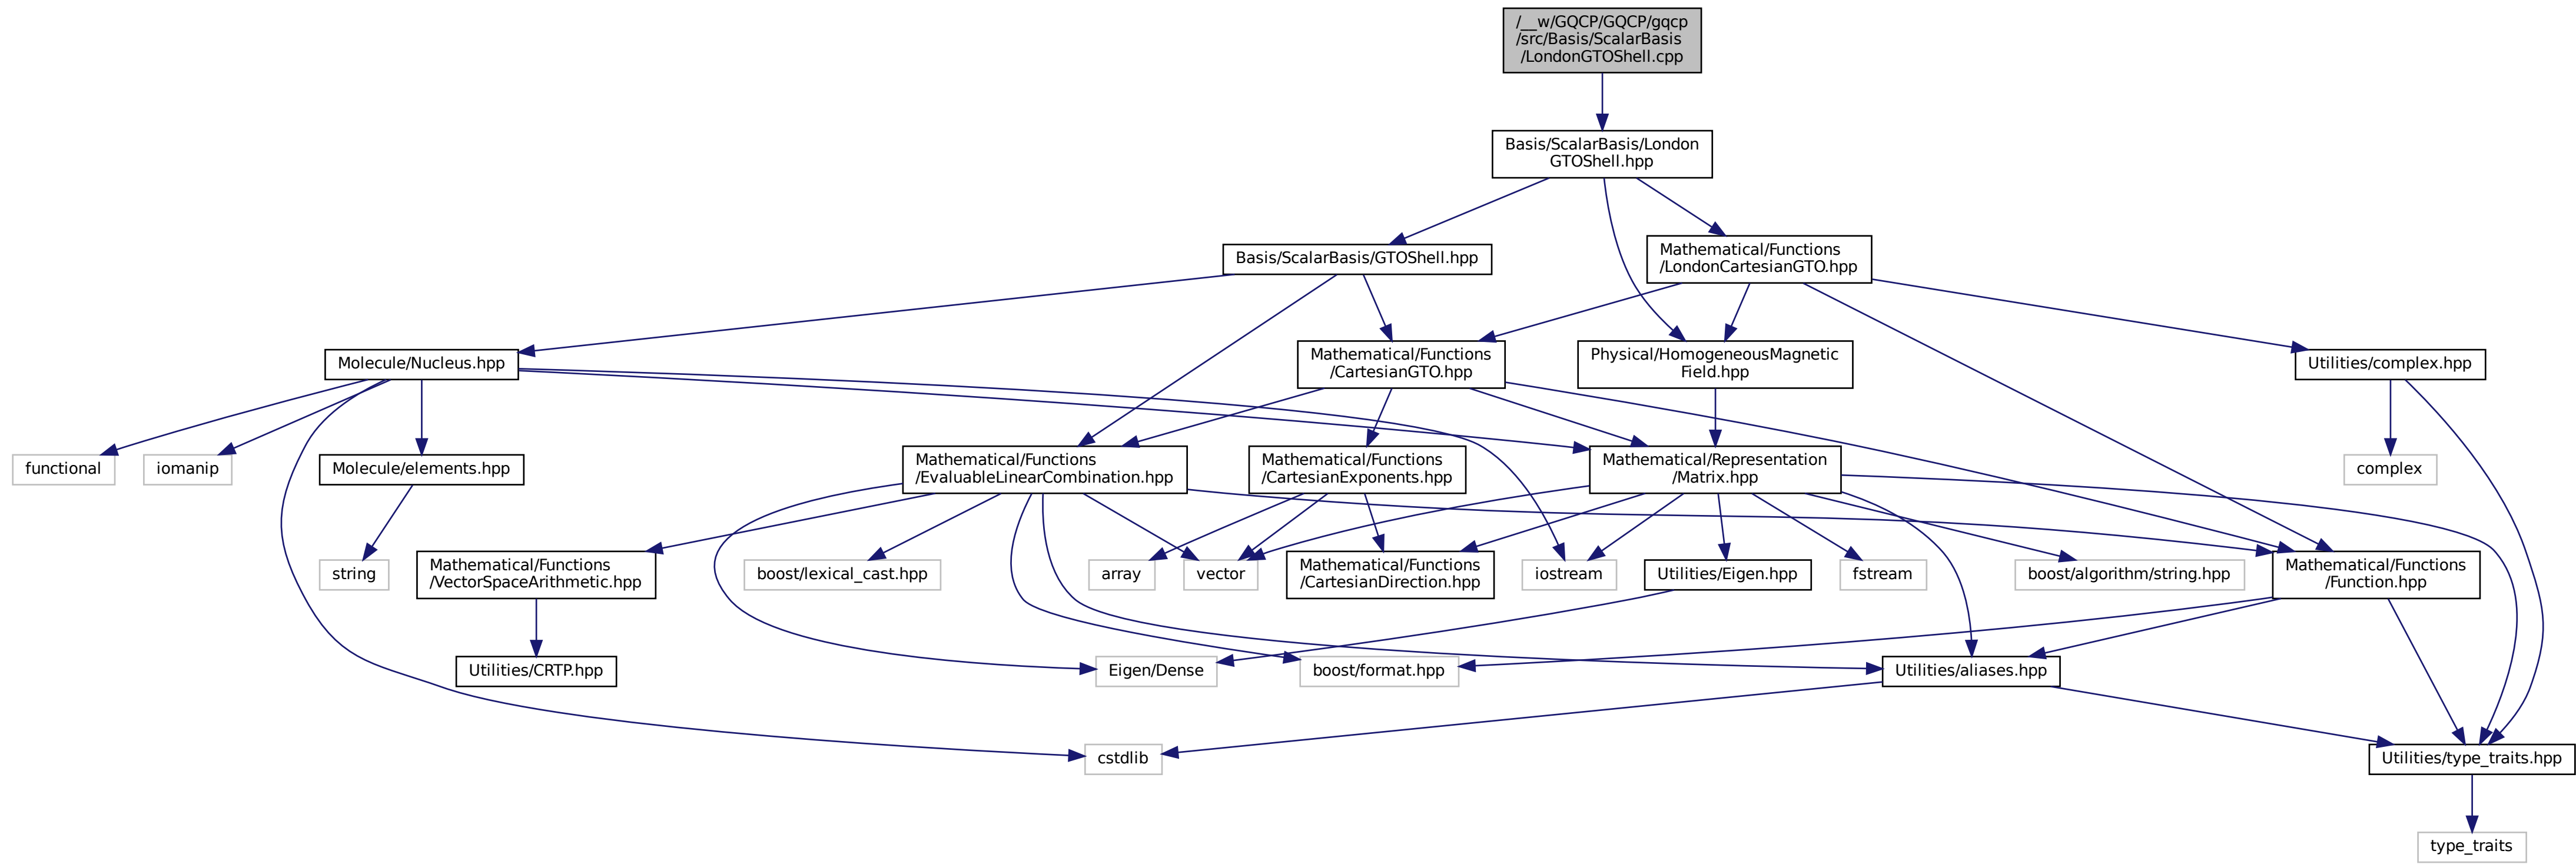 /__w/GQCP/GQCP/gqcp
/src/Basis/ScalarBasis
/LondonGTOShell.cpp
Basis/ScalarBasis/London
GTOShell.hpp
Basis/ScalarBasis/GTOShell.hpp
Mathematical/Functions
/LondonCartesianGTO.hpp
Molecule/Nucleus.hpp
Mathematical/Functions
/CartesianGTO.hpp
Physical/HomogeneousMagnetic
Field.hpp
Utilities/complex.hpp
functional
iomanip
Molecule/elements.hpp
Mathematical/Functions
/EvaluableLinearCombination.hpp
Mathematical/Functions
/CartesianExponents.hpp
Mathematical/Representation
/Matrix.hpp
complex
string
Mathematical/Functions
/VectorSpaceArithmetic.hpp
boost/lexical_cast.hpp
array
vector
Mathematical/Functions
/CartesianDirection.hpp
iostream
Utilities/Eigen.hpp
fstream
boost/algorithm/string.hpp
Mathematical/Functions
/Function.hpp
Utilities/CRTP.hpp
Eigen/Dense
boost/format.hpp
Utilities/aliases.hpp
cstdlib
Utilities/type_traits.hpp
type_traits